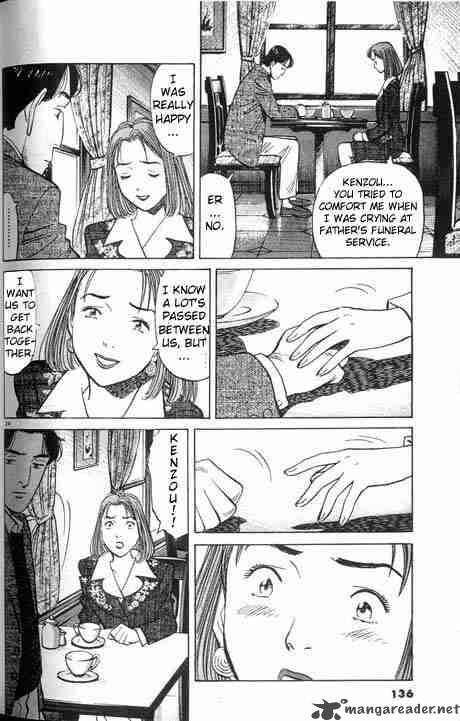 KENZOU,
...YOU TRIED TO
COMFORT ME WHEN
I WAS CRYING AT
FATHER'S FUNERAL
SERVICE.
ER
...
NO.
I
WAS
REALLY
HAPPY
...
I KNOW
A LOT'S
PASSED
BETWEEN
US, BUT
...
I
WANT
US TO
GET
BACK
TOGE-
THER.
KENZOU!!
136
mangareader.net